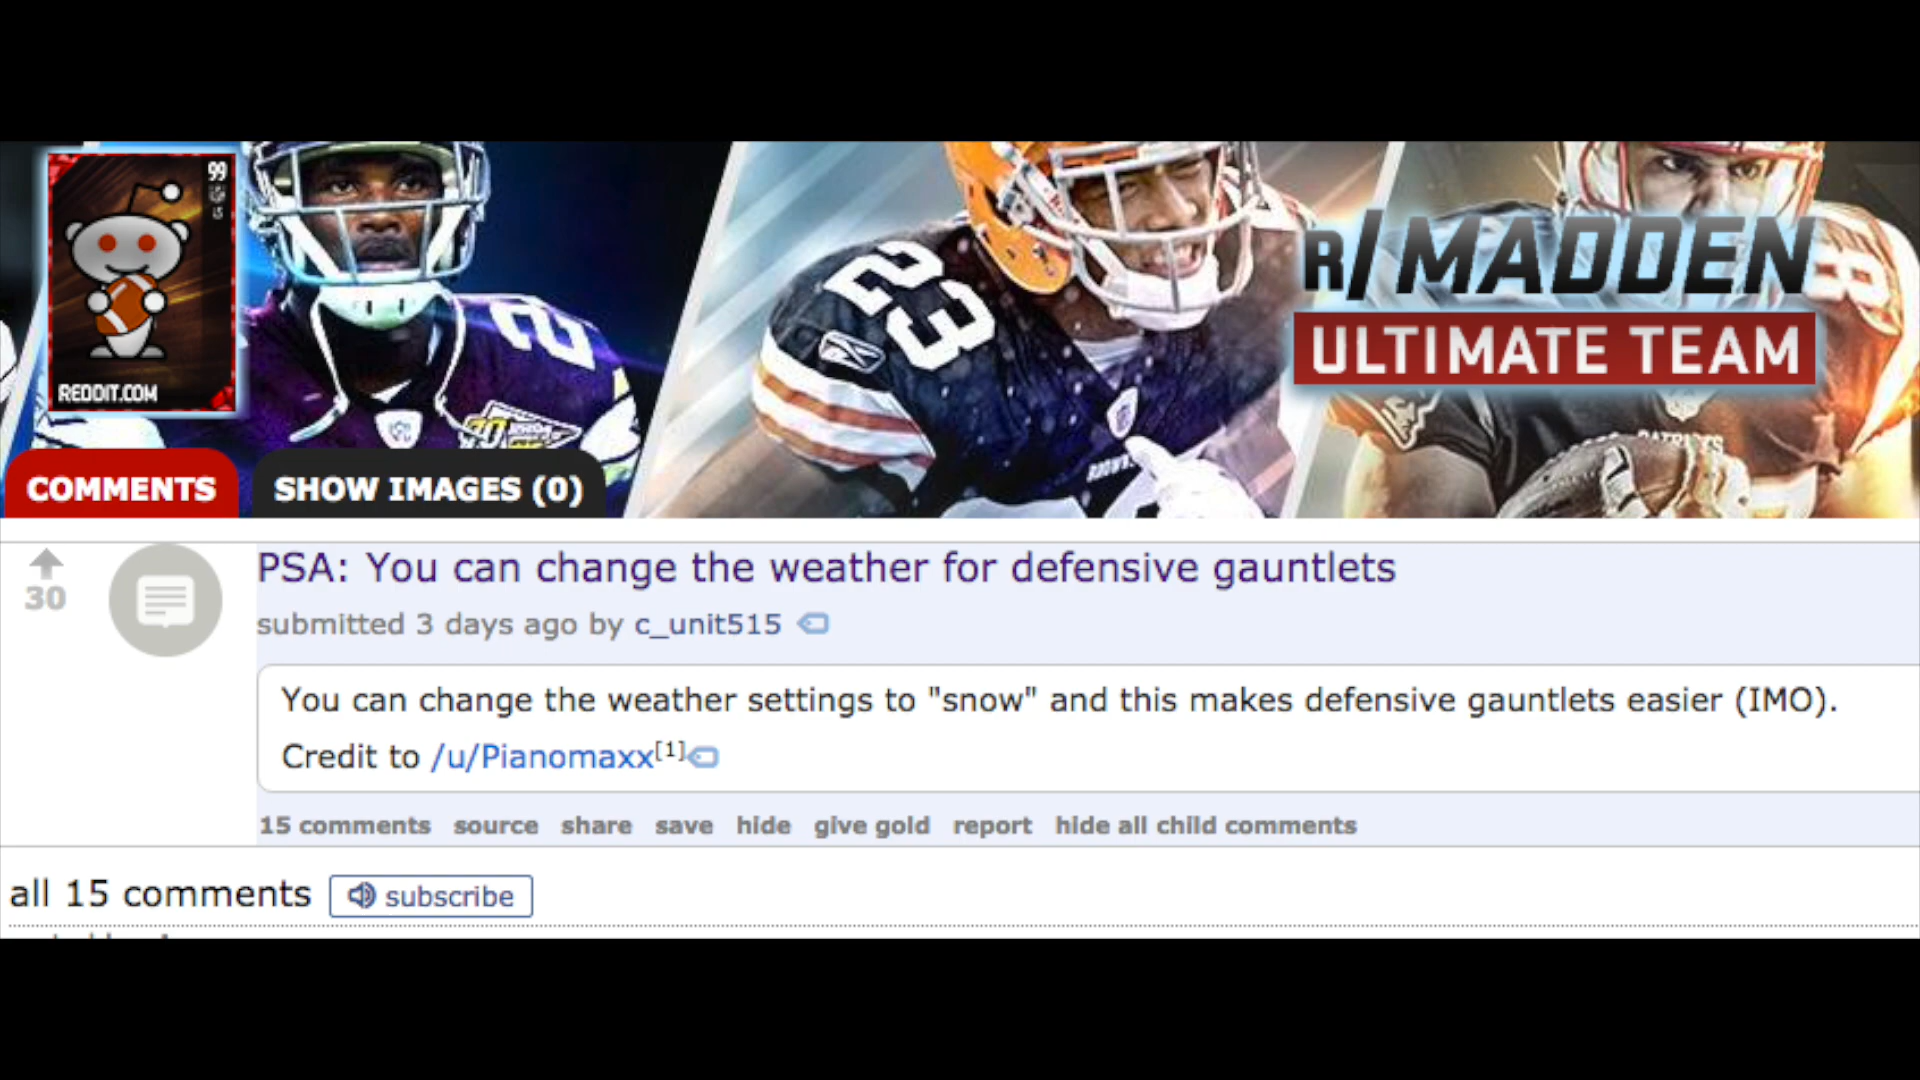 99
REDDIT.COM
23
r/MADDEN
ULTIMATE TEAM
COMMENTS
SHOW IMAGES (0)
30
PSA: You can change the weather for defensive gauntlets
submitted 3 days ago by c_unit515
You can change the weather settings to "snow" and this makes defensive gauntlets easier (IMO).
Credit to /u/Pianomaxx[1]
15 comments source share save hide give gold report hide all child comments
all 15 comments subscribe